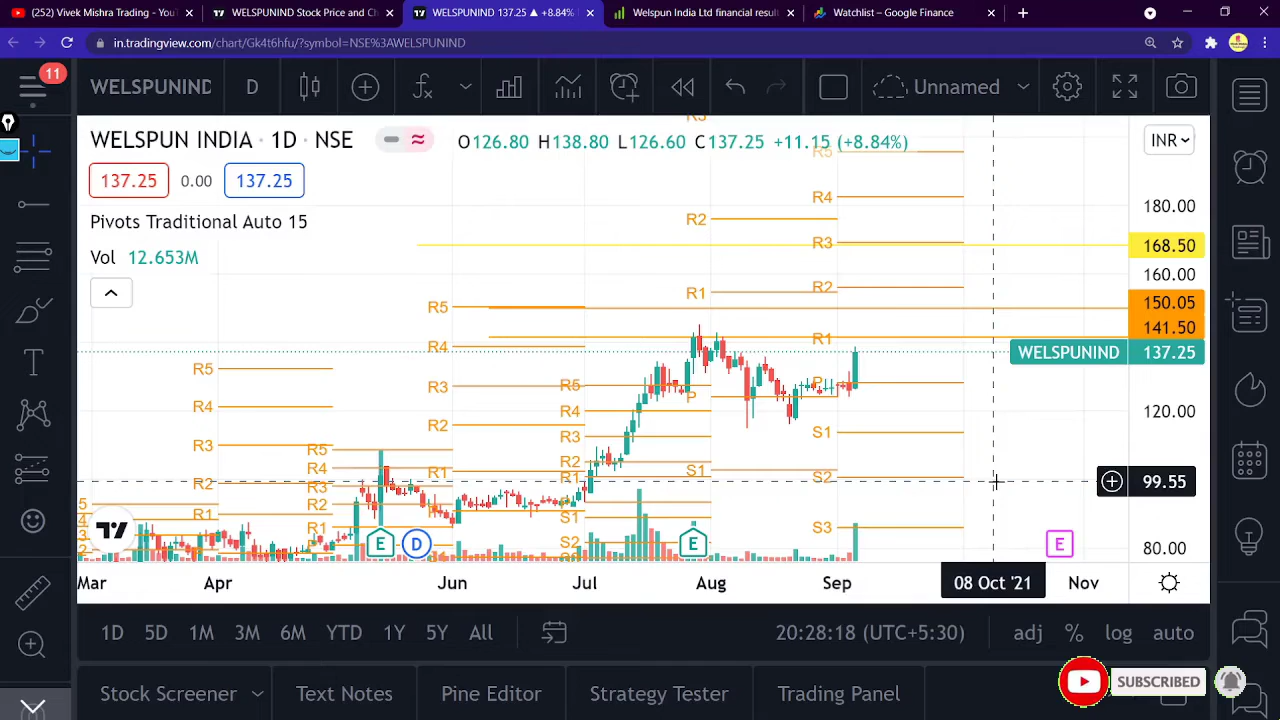 (252) Vivek Mishra Trading - You
WELSPUNIND Stock Price and Ch
WELSPUNIND 137.25 ▲ +8.84%
Welspun India Ltd financial result
Watchlist – Google Finance
in.tradingview.com/chart/Gk4t6hfu/?symbol=NSE%3AWELSPUNIND
11
WELSPUNIND
D
Unnamed
WELSPUN INDIA · 1D · NSE
O126.80 H138.80 L126.60 C137.25 +11.15 (+8.84%)
INR
137.25
0.00
137.25
Pivots Traditional Auto 15
Vol 12.653M
R5
R4
R3
R2
R1
P
S1
S2
S3
R2
R1
P
S1
R5
R4
R3
R2
R1
R5
R4
R3
R2
R1
S1
S2
R5
R4
R3
R2
R1
R5
R4
R3
R2
R1
180.00
168.50
160.00
150.05
141.50
WELSPUNIND 137.25
120.00
99.55
80.00
E
D
E
E
Mar
Apr
Jun
Jul
Aug
Sep
08 Oct '21
Nov
1D 5D 1M 3M 6M YTD 1Y 5Y All
20:28:18 (UTC+5:30)
adj % log auto
Stock Screener
Text Notes
Pine Editor
Strategy Tester
Trading Panel
SUBSCRIBED